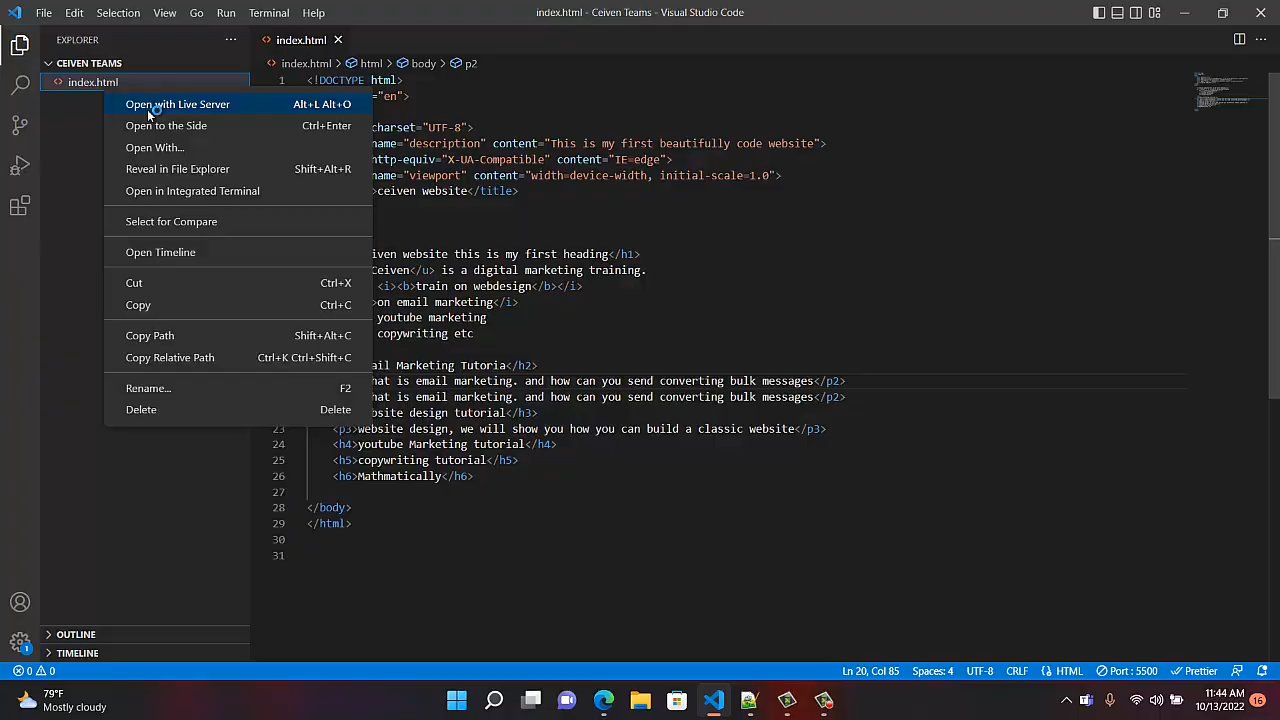 File Edit Selection View Go Run Terminal Help
index.html - Ceiven Teams - Visual Studio Code
EXPLORER
CEIVEN TEAMS
index.html
Open with Live Server Alt+L Alt+O
Open to the Side Ctrl+Enter
Open With...
Reveal in File Explorer Shift+Alt+R
Open in Integrated Terminal
Select for Compare
Open Timeline
Cut Ctrl+X
Copy Ctrl+C
Copy Path Shift+Alt+C
Copy Relative Path Ctrl+K Ctrl+Shift+C
Rename... F2
Delete Delete
OUTLINE
TIMELINE
index.html
index.html > html > body > p2
1 <!DOCTYPE html>
="en">
charset="UTF-8">
name="description" content="This is my first beautifully code website">
http-equiv="X-UA-Compatible" content="IE=edge">
name="viewport" content="width=device-width, initial-scale=1.0">
>ceiven website</title>
eiven website this is my first heading</h1>
Ceiven</u> is a digital marketing training.
<i><b>train on webdesign</b></i>
>on email marketing</i>
youtube marketing
copywriting etc
ail Marketing Tutoria</h2>
hat is email marketing. and how can you send converting bulk messages</p2>
hat is email marketing. and how can you send converting bulk messages</p2>
bsite design tutorial</h3>
23 <p3>website design, we will show you how you can build a classic website</p3>
24 <h4>youtube Marketing tutorial</h4>
25 <h5>copywriting tutorial</h5>
26 <h6>Mathmatically</h6>
27
28 </body>
29 </html>
30
31
0 0
Ln 20, Col 85 Spaces: 4 UTF-8 CRLF HTML Port : 5500 Prettier
1
79°F
Mostly cloudy
11:44 AM
10/13/2022
16